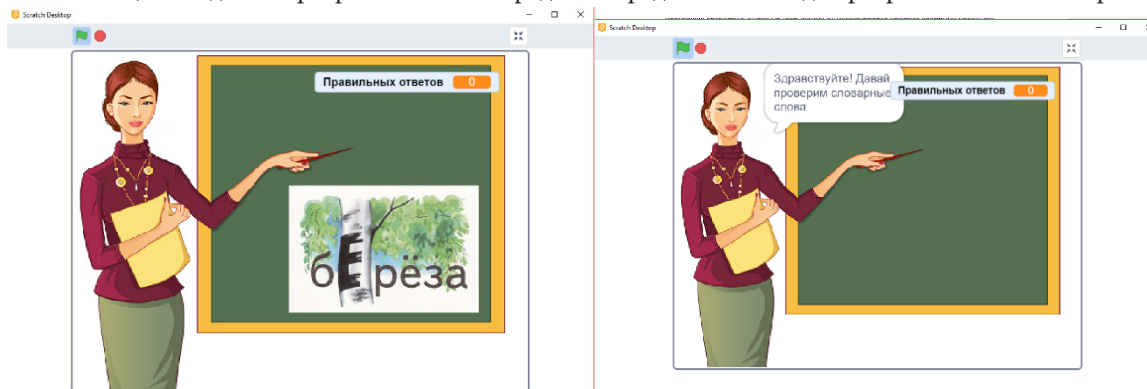 Scratch Desktop
Правильных ответов 0
бЕрёза
Scratch Desktop
Здравствуйте! Давай
проверим словарные
слова
Правильных ответов 0